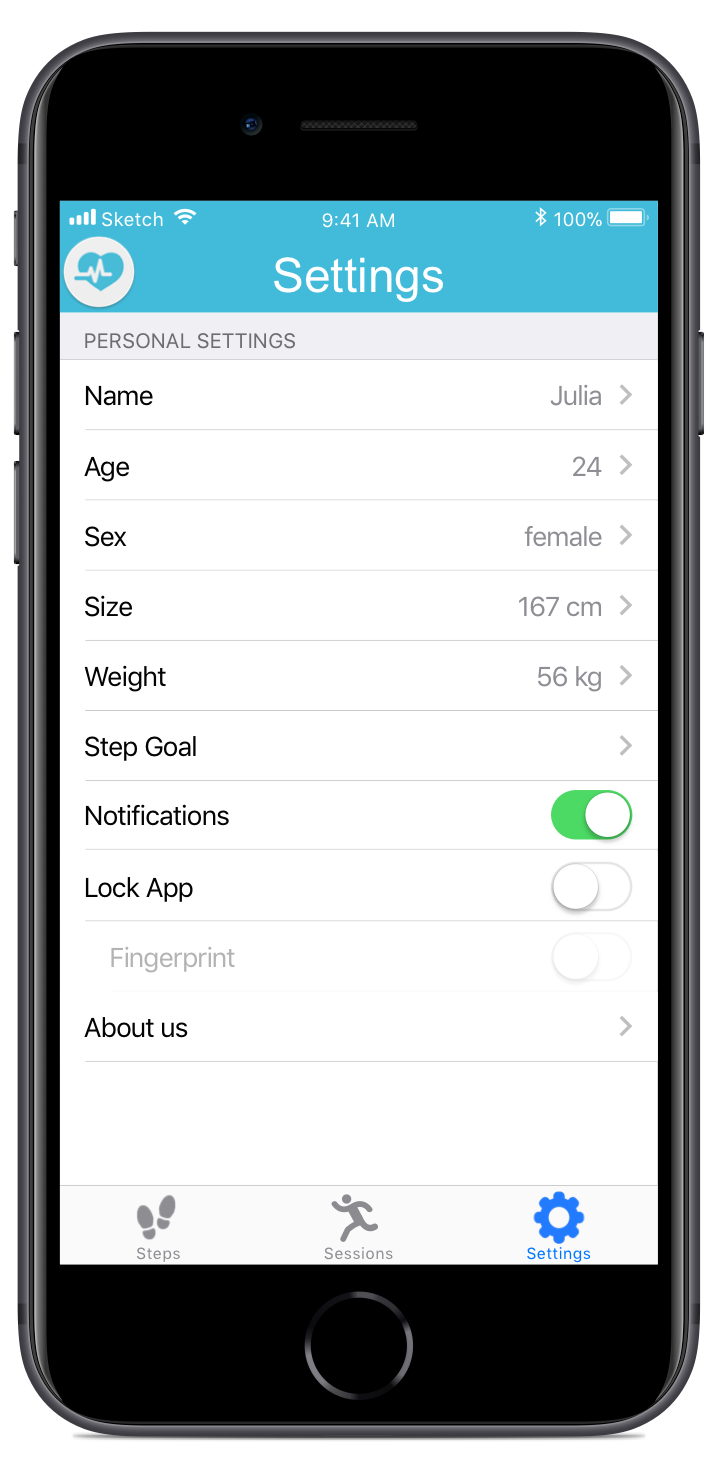 Sketch 9:41 AM 100%
Settings
PERSONAL SETTINGS
Name Julia
Age 24
Sex female
Size 167 cm
Weight 56 kg
Step Goal
Notifications
Lock App
Fingerprint
About us
Steps Sessions Settings